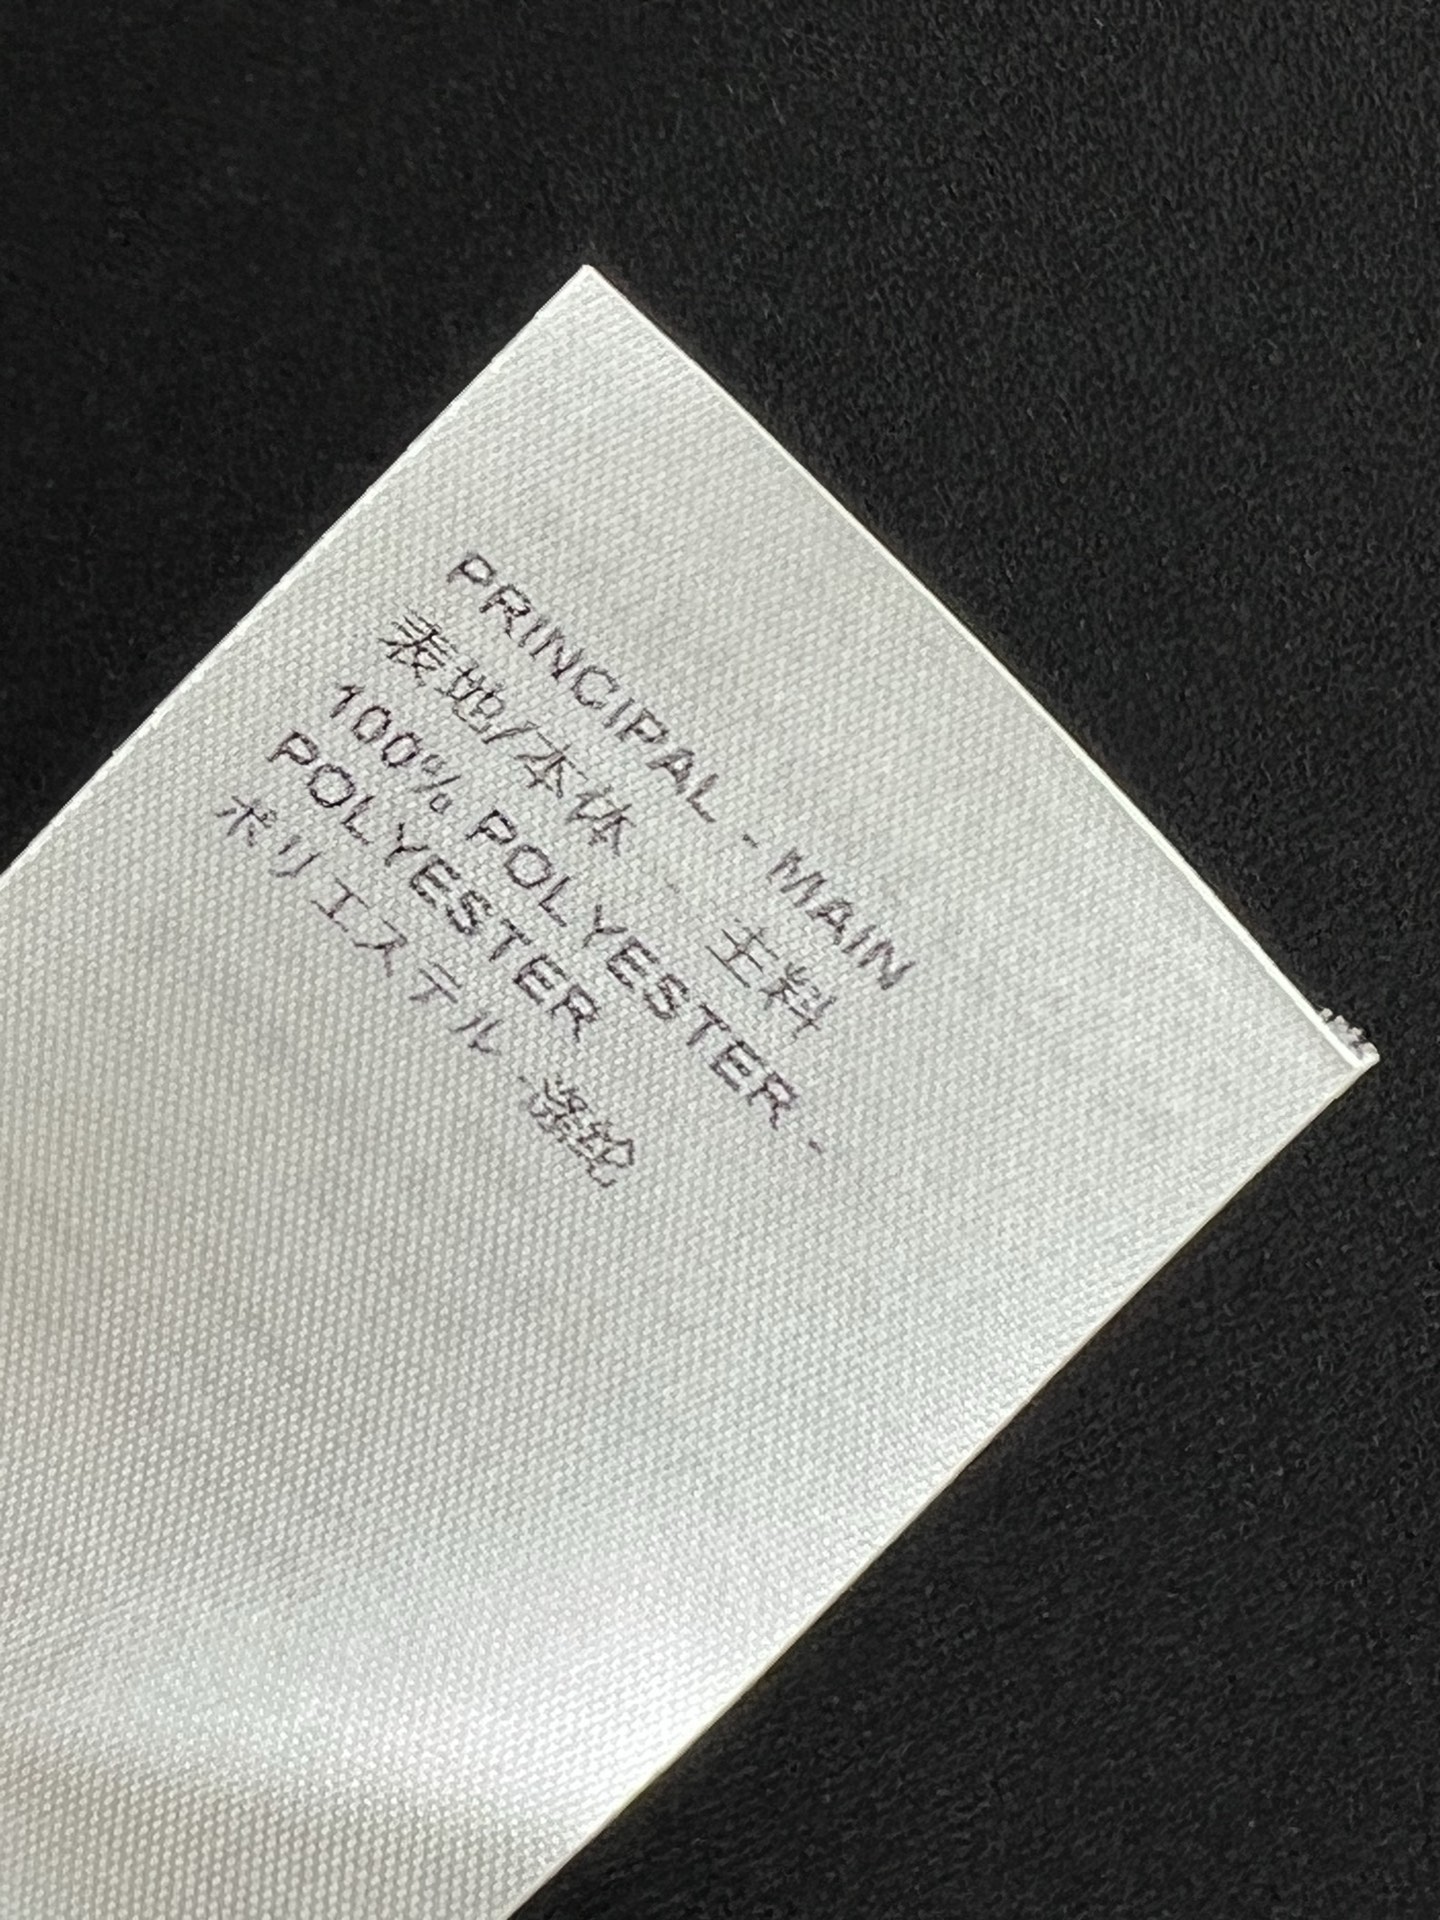 PRINCIPAL - MAIN
表地/本体 - 主料
100% POLYESTER -
POLYESTER
ポリエステル - 涤纶